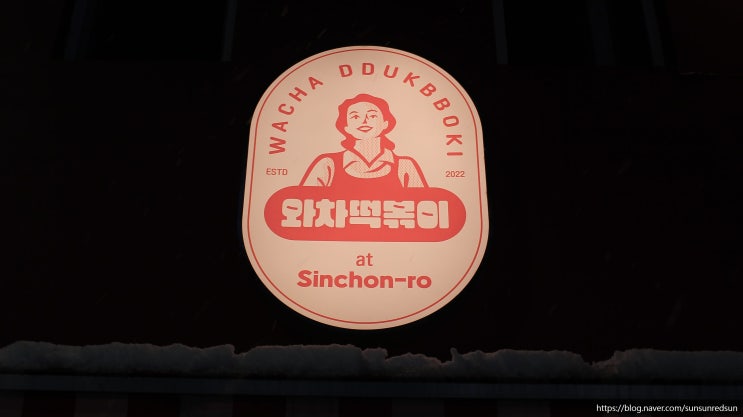 WACHA DDUKBBOKI
ESTD 2022
와차떡볶이
at
Sinchon-ro
https://blog.naver.com/sunsunredsun